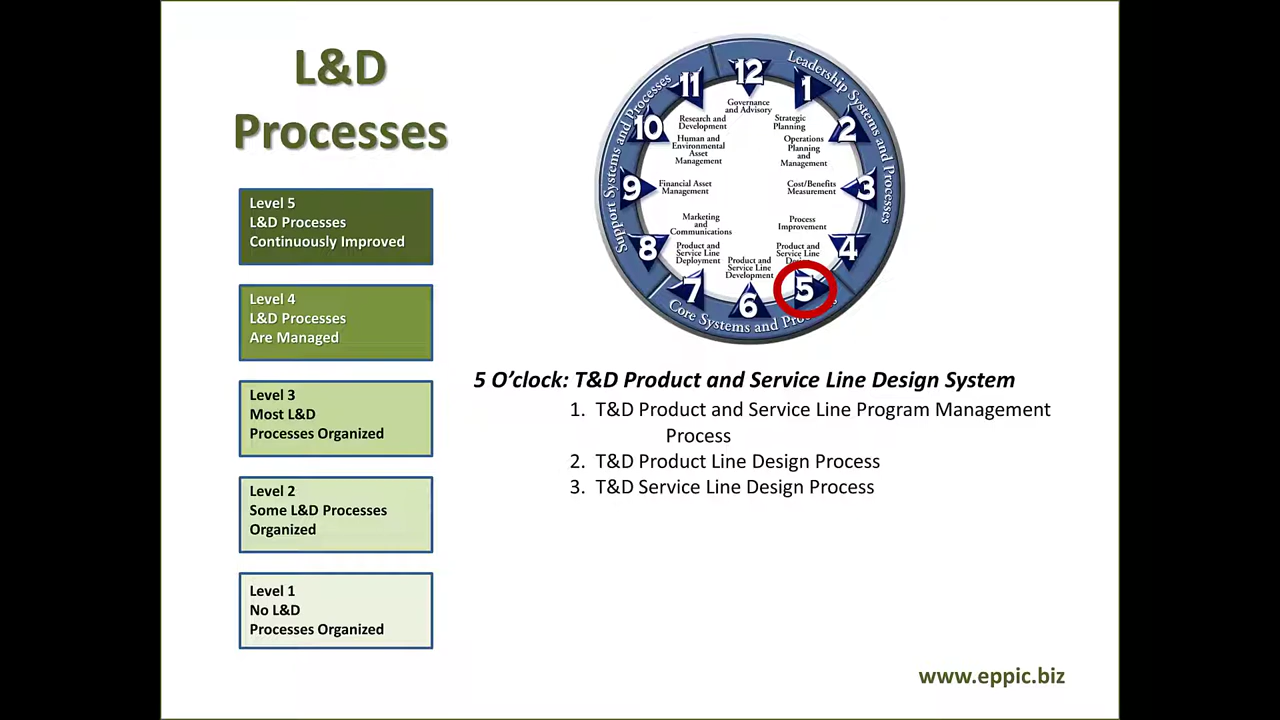 L&D
Processes
Level 5
L&D Processes
Continuously Improved
Level 4
L&D Processes
Are Managed
Level 3
Most L&D
Processes Organized
Level 2
Some L&D Processes
Organized
Level 1
No L&D
Processes Organized
Leadership Systems and Processes
Support Systems and Processes
Core Systems and
12
1
2
3
4
5
6
7
8
9
10
11
Governance
and Advisory
Strategic
Planning
Operations
Planning
and
Management
Cost/Benefits
Measurement
Process
Improvement
Product and
Service Line
Product and
Service Line
Development
Product and
Service Line
Deployment
Marketing
and
Communications
Financial Asset
Management
Human and
Environmental
Asset
Management
Research and
Development
5 O’clock: T&D Product and Service Line Design System
1. T&D Product and Service Line Program Management
Process
2. T&D Product Line Design Process
3. T&D Service Line Design Process
www.eppic.biz